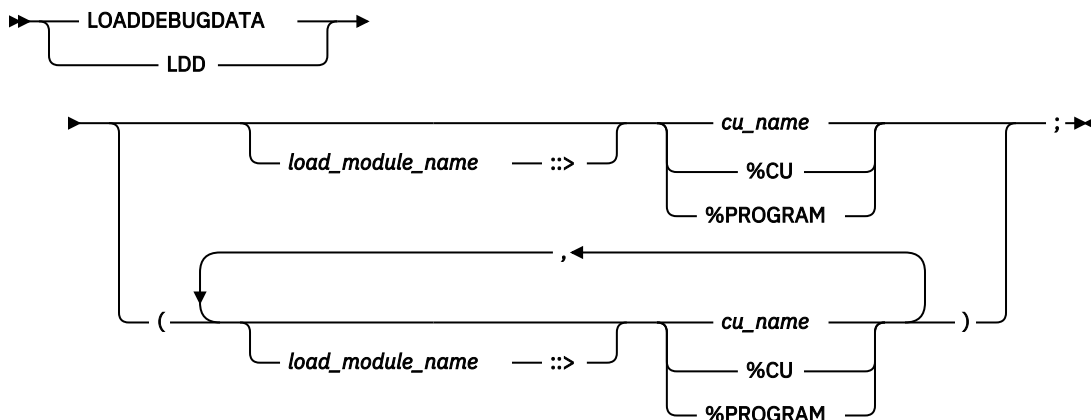 LOADDEBUGDATA
LDD
cu_name ;
load_module_name ::>
%CU
%PROGRAM
,
( cu_name )
load_module_name ::>
%CU
%PROGRAM